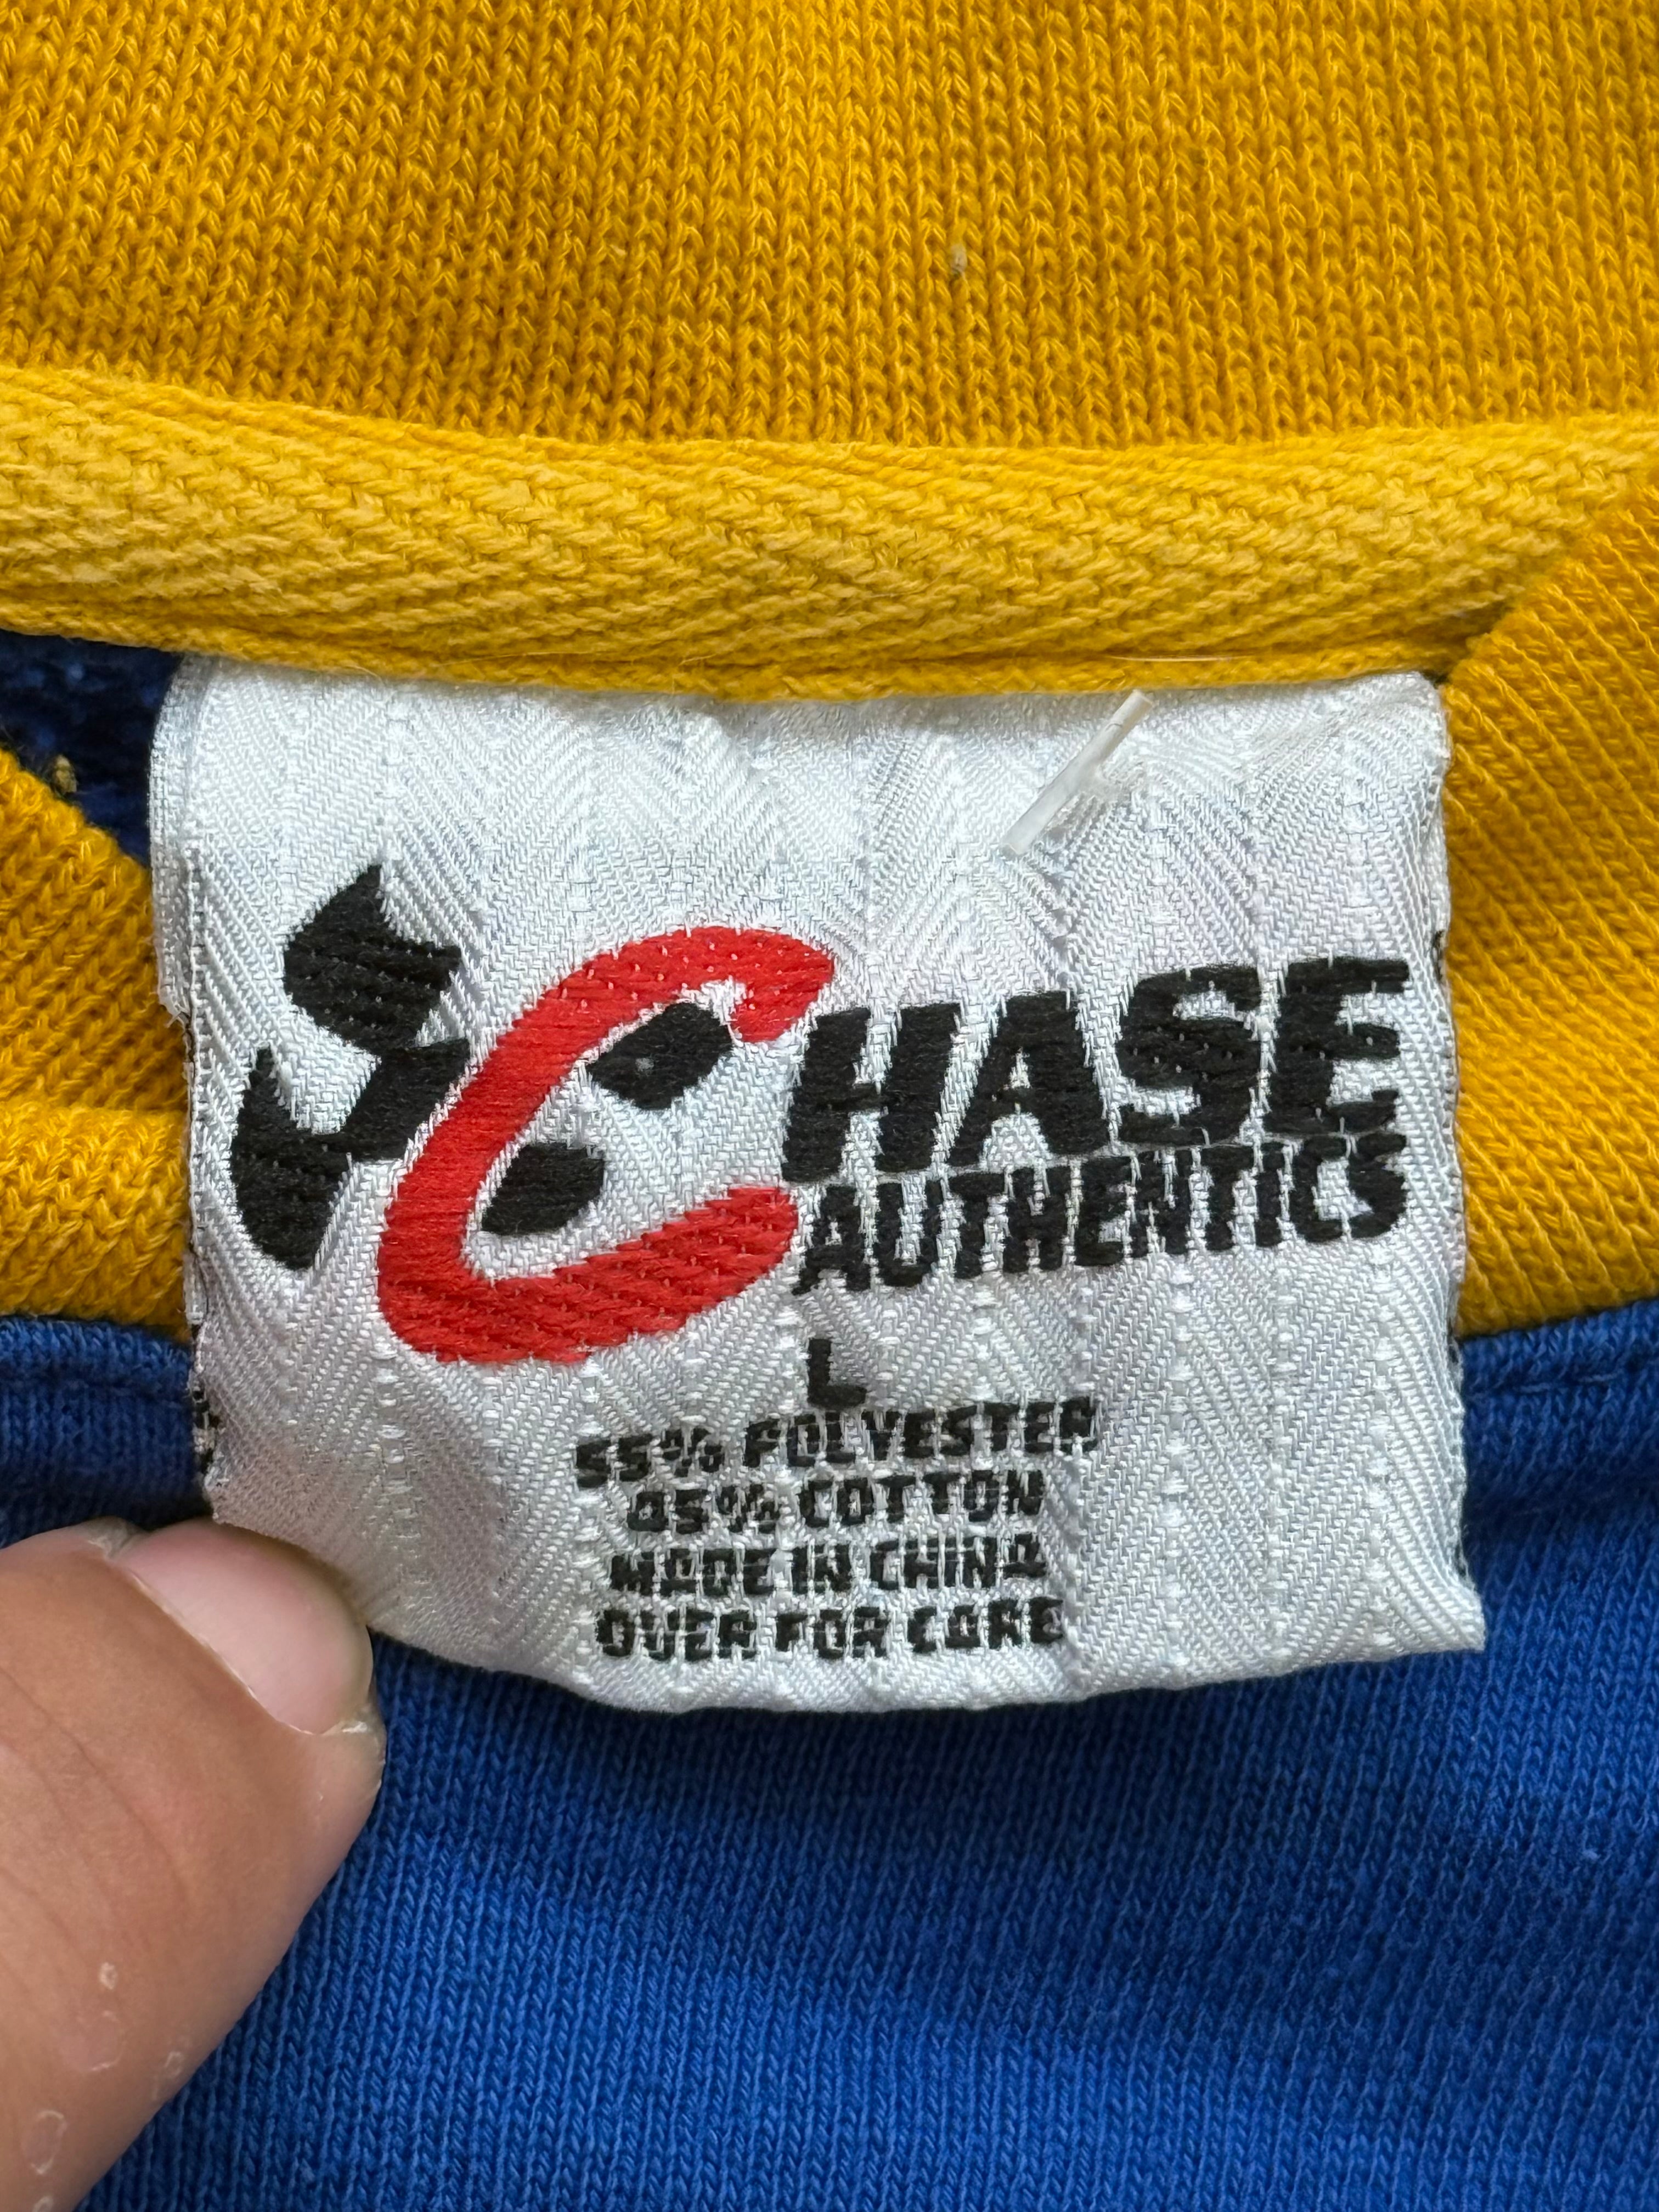 CHASE
AUTHENTICS
L
55% POLYESTER
45% COTTON
MADE IN CHINA
OVER FOR CARE